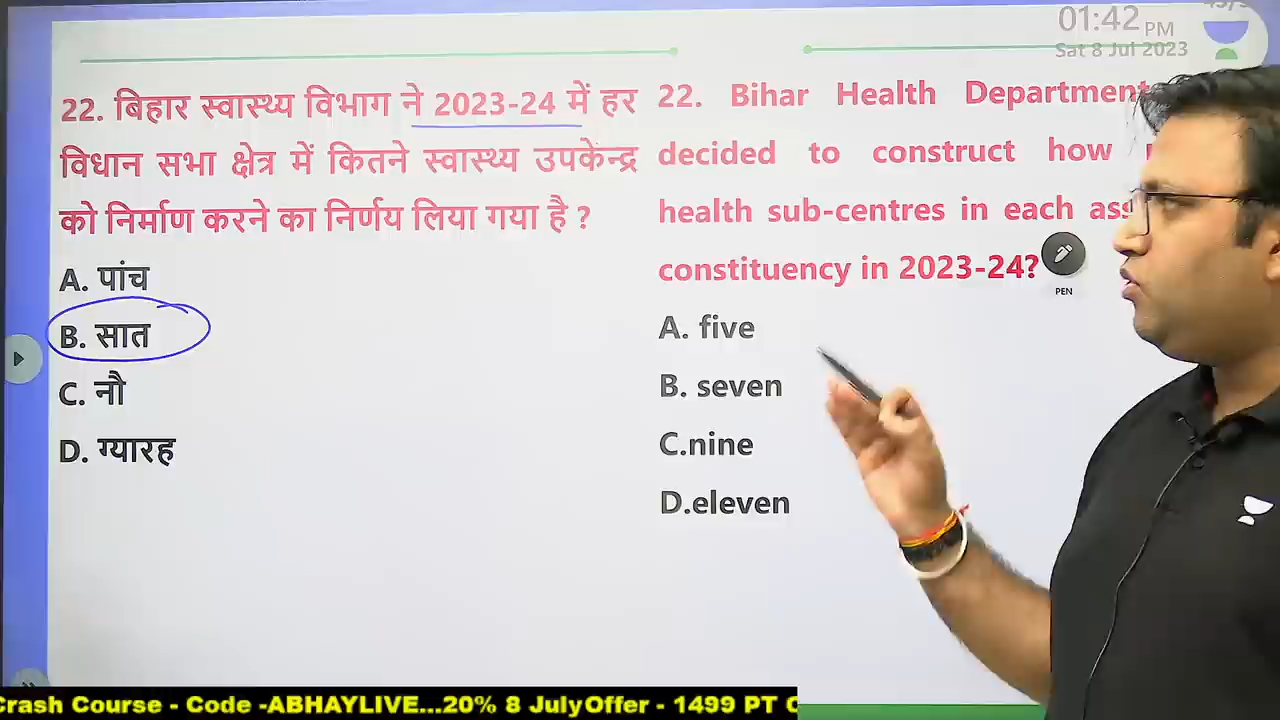 01:42 PM
Sat 8 Jul 2023
22. बिहार स्वास्थ्य विभाग ने 2023-24 में हर
विधान सभा क्षेत्र में कितने स्वास्थ्य उपकेन्द्र
को निर्माण करने का निर्णय लिया गया है ?
A. पांच
B. सात
C. नौ
D. ग्यारह
22. Bihar Health Department
decided to construct how
health sub-centres in each
constituency in 2023-24?
A. five
B. seven
C.nine
D.eleven
PEN
Crash Course - Code -ABHAYLIVE...20% 8 JulyOffer - 1499 PT